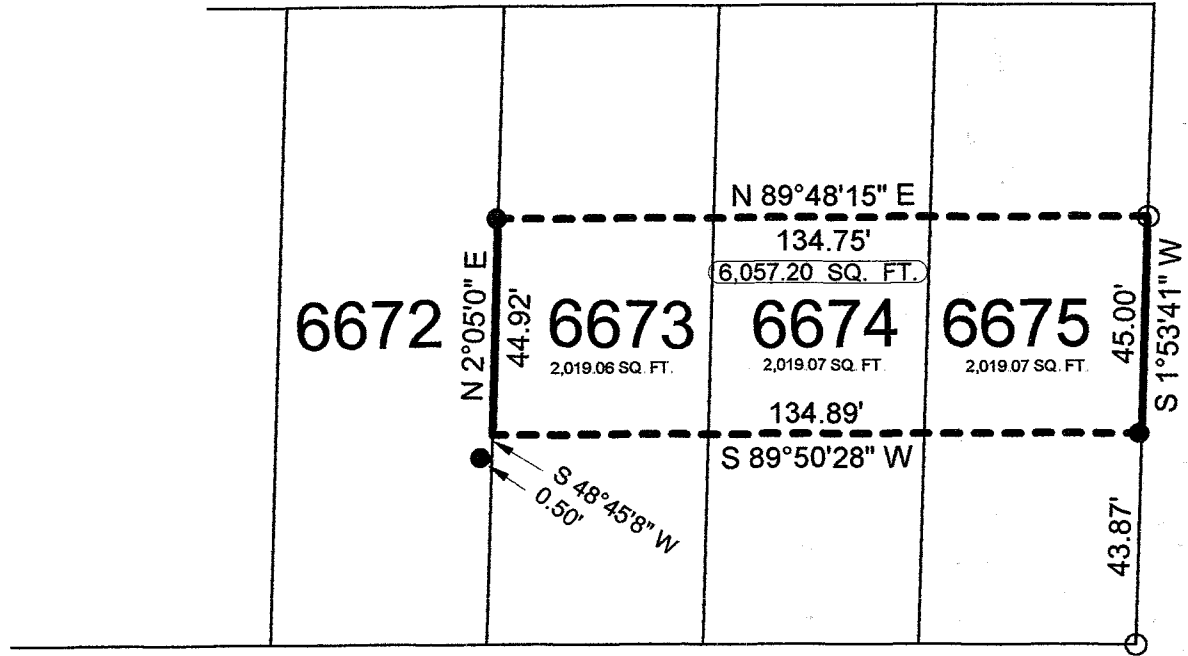 N 89°48'15" E
134.75'
6,057.20 SQ. FT.
6672
N 2°05'0" E
44.92'
6673
2,019.06 SQ. FT.
6674
2,019.07 SQ. FT.
6675
2,019.07 SQ. FT.
45.00'
S 1°53'41" W
134.89'
S 89°50'28" W
S 48°45'8" W
0.50'
43.87'